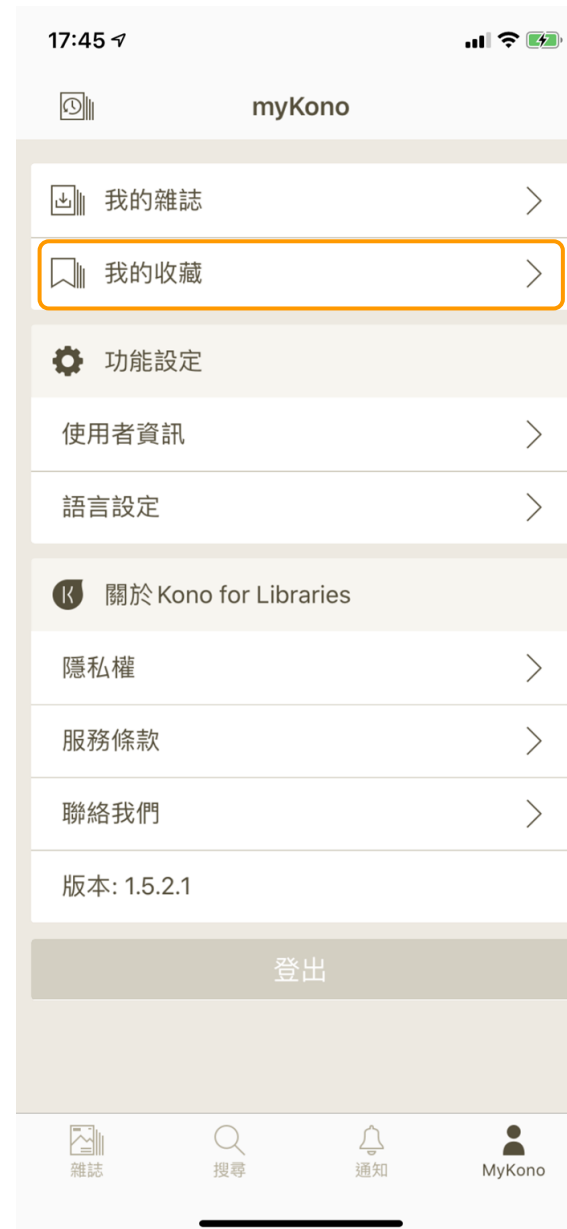 17:45
myKono
我的雜誌
我的收藏
功能設定
使用者資訊
語言設定
關於 Kono for Libraries
隱私權
服務條款
聯絡我們
版本: 1.5.2.1
登出
雜誌 搜尋 通知 MyKono